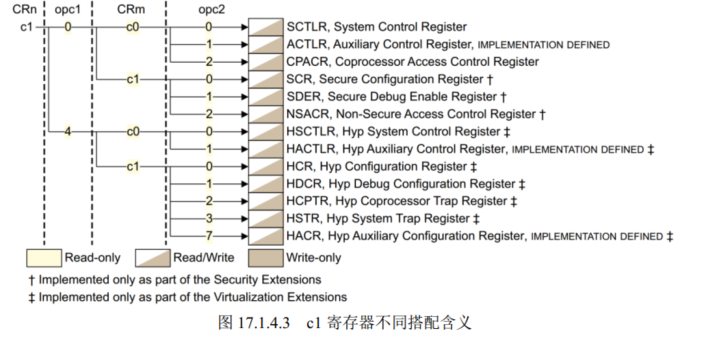 CRn opc1 CRm opc2
c1 0 c0 0 SCTLR, System Control Register
1 ACTLR, Auxiliary Control Register, IMPLEMENTATION DEFINED
2 CPACR, Coprocessor Access Control Register
c1 0 SCR, Secure Configuration Register †
1 SDER, Secure Debug Enable Register †
2 NSACR, Non-Secure Access Control Register †
4 c0 0 HSCTLR, Hyp System Control Register ‡
1 HACTLR, Hyp Auxiliary Control Register, IMPLEMENTATION DEFINED ‡
c1 0 HCR, Hyp Configuration Register ‡
1 HDCR, Hyp Debug Configuration Register ‡
2 HCPTR, Hyp Coprocessor Trap Register ‡
3 HSTR, Hyp System Trap Register ‡
7 HACR, Hyp Auxiliary Configuration Register, IMPLEMENTATION DEFINED ‡
Read-only Read/Write Write-only
† Implemented only as part of the Security Extensions
‡ Implemented only as part of the Virtualization Extensions
图 17.1.4.3 c1 寄存器不同搭配含义